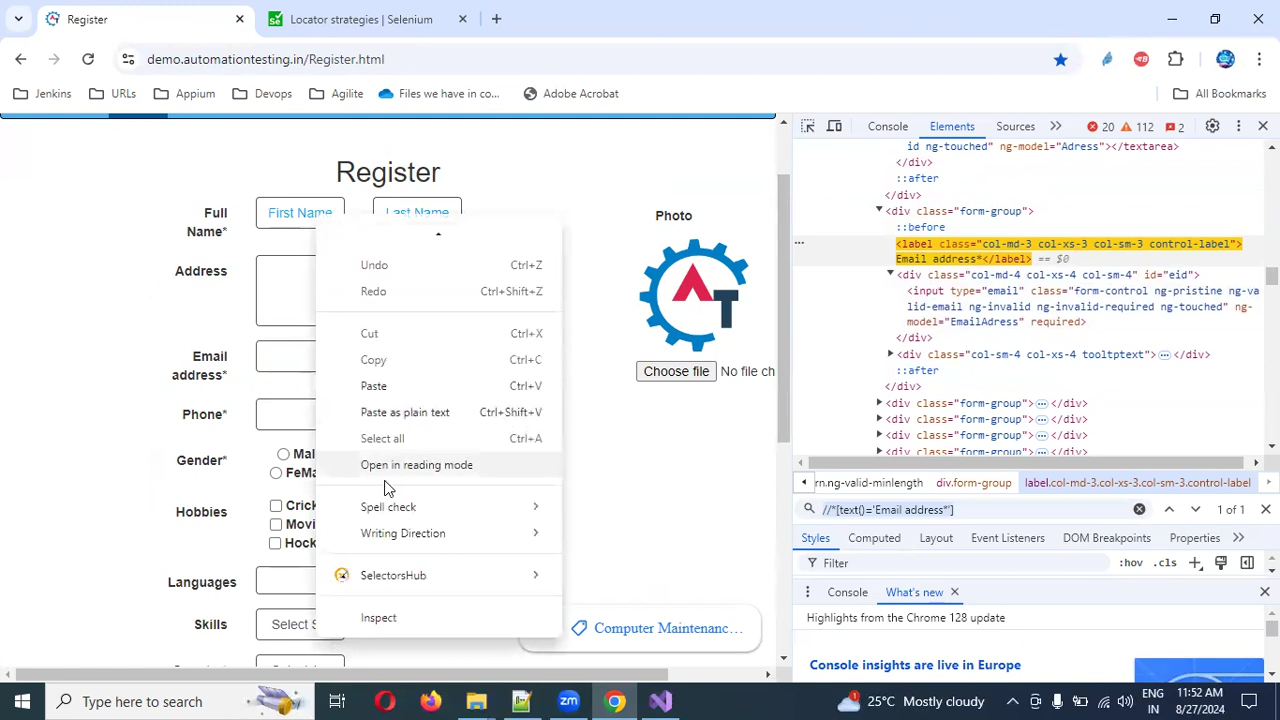 Register
Locator strategies | Selenium
demo.automationtesting.in/Register.html
Jenkins
URLs
Appium
Devops
Agilite
Files we have in co...
Adobe Acrobat
All Bookmarks
Register
Full
Name*
First Name
Last Name
Address
Email
address*
Phone*
Gender*
Mal
FeMa
Hobbies
Crick
Movi
Hock
Languages
Skills
Select S
Photo
AT
Choose file
No file ch
Computer Maintenanc...
Undo
Ctrl+Z
Redo
Ctrl+Shift+Z
Cut
Ctrl+X
Copy
Ctrl+C
Paste
Ctrl+V
Paste as plain text
Ctrl+Shift+V
Select all
Ctrl+A
Open in reading mode
Spell check
Writing Direction
SelectorsHub
Inspect
Console
Elements
Sources
20
112
2
id ng-touched" ng-model="Adress"></textarea>
</div>
::after
</div>
<div class="form-group">
::before
<label class="col-md-3 col-xs-3 col-sm-3 control-label">
Email address*</label> == $0
<div class="col-md-4 col-xs-4 col-sm-4" id="eid">
<input type="email" class="form-control ng-pristine ng-va
lid-email ng-invalid ng-invalid-required ng-touched" ng-
model="EmailAdress" required>
</div>
<div class="col-sm-4 col-xs-4 tooltptext">
</div>
::after
</div>
<div class="form-group">
</div>
<div class="form-group">
</div>
<div class="form-group">
</div>
<div class="form-group">
</div>
rn.ng-valid-minlength
div.form-group
label.col-md-3.col-xs-3.col-sm-3.control-label
//*[text()='Email address*']
1 of 1
Styles
Computed
Layout
Event Listeners
DOM Breakpoints
Properties
Filter
:hov
.cls
Console
What's new
Highlights from the Chrome 128 update
Console insights are live in Europe
Type here to search
25°C
Mostly cloudy
ENG
IN
11:52 AM
8/27/2024